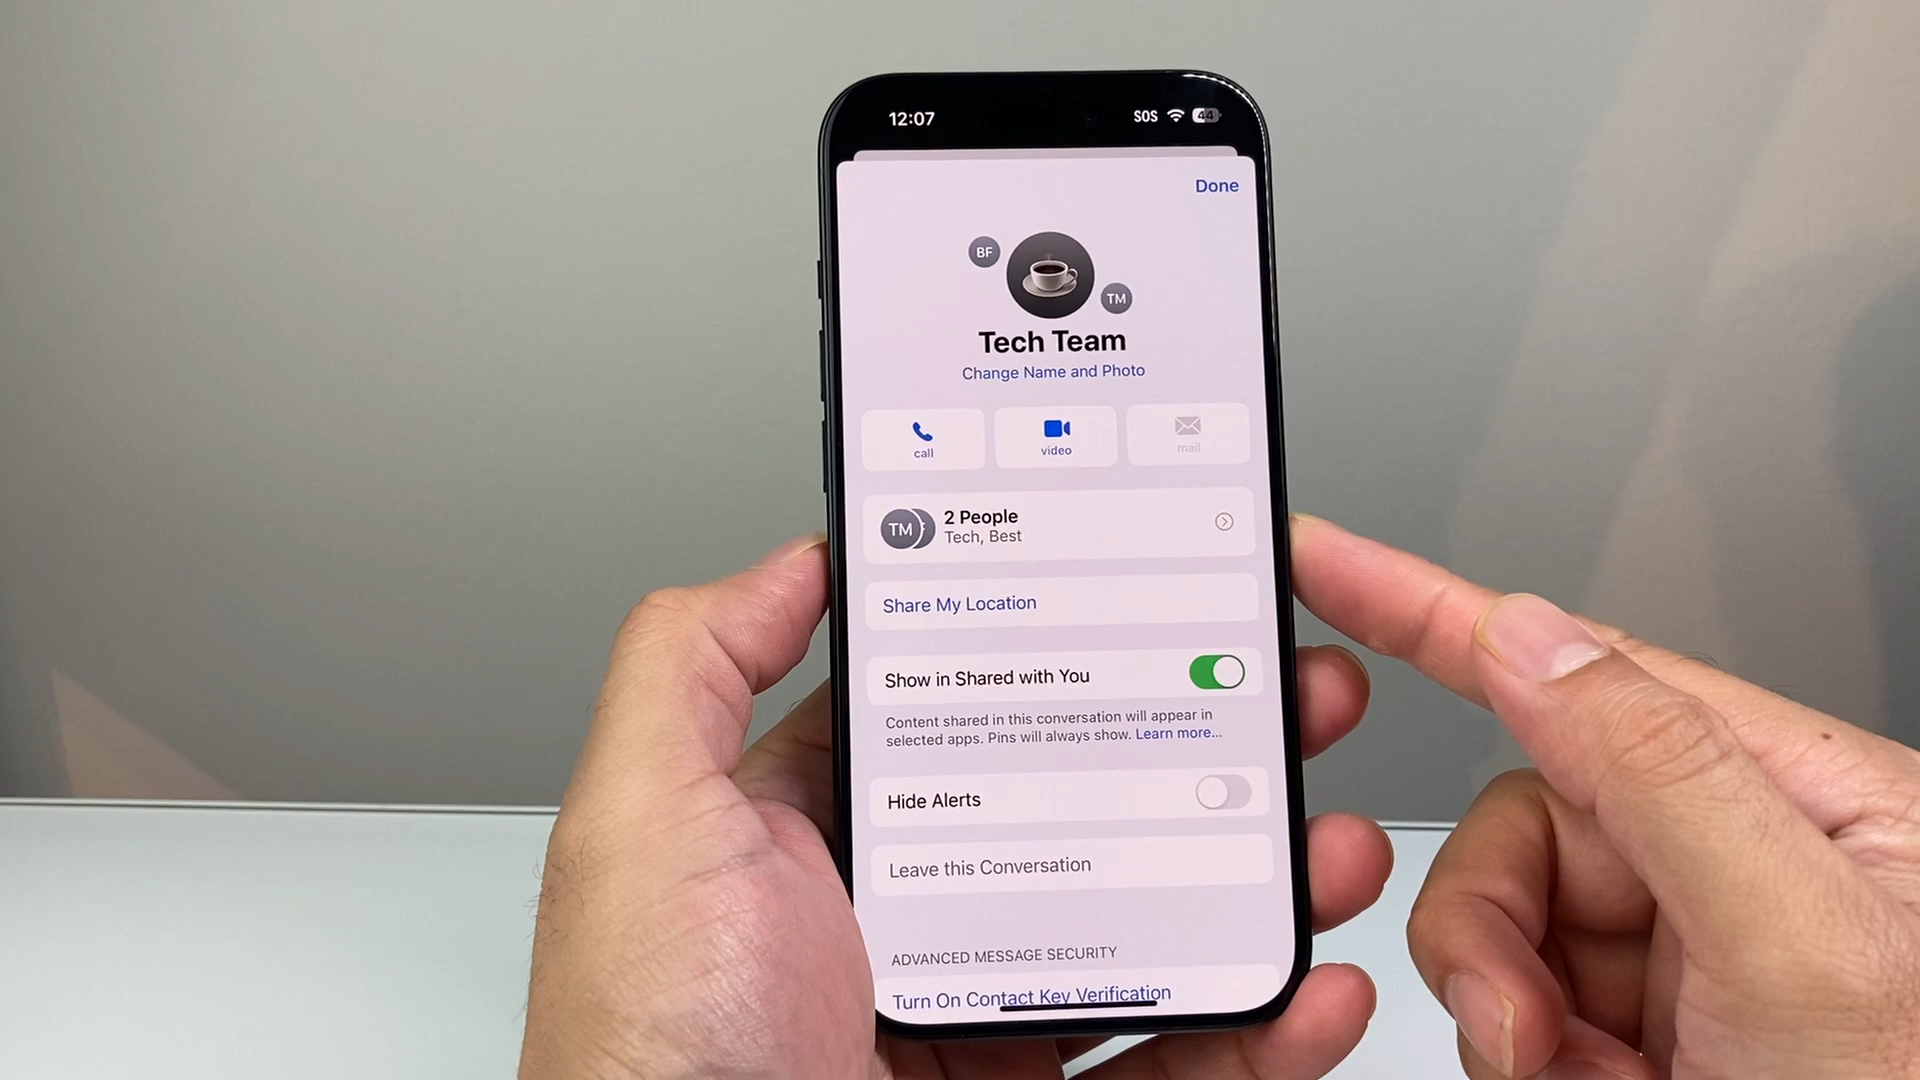 12:07
SOS
44
Done
BF
TM
Tech Team
Change Name and Photo
call
video
mail
TM
2 People
Tech, Best
Share My Location
Show in Shared with You
Content shared in this conversation will appear in
selected apps. Pins will always show. Learn more...
Hide Alerts
Leave this Conversation
ADVANCED MESSAGE SECURITY
Turn On Contact Key Verification